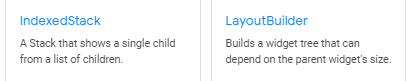 IndexedStack
A Stack that shows a single child
from a list of children.
LayoutBuilder
Builds a widget tree that can
depend on the parent widget's size.